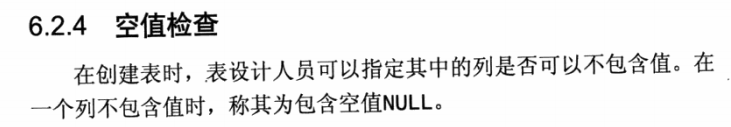 6.2.4 空值检查
在创建表时，表设计人员可以指定其中的列是否可以不包含值。在
一个列不包含值时，称其为包含空值NULL。